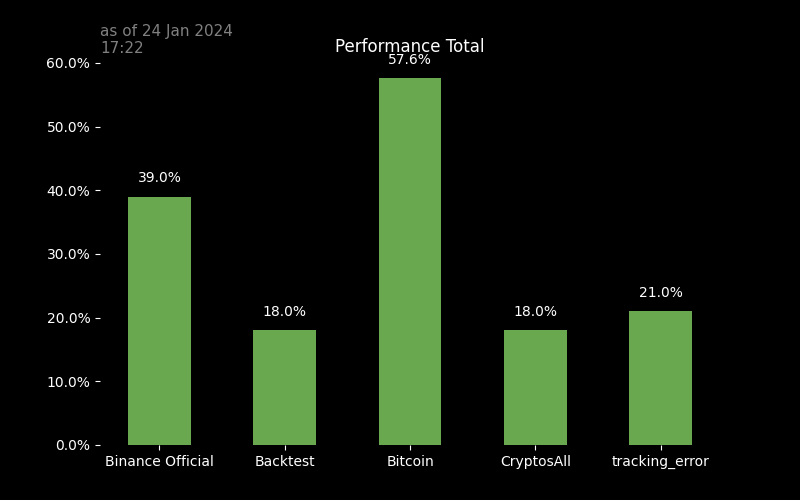 as of 24 Jan 2024
17:22
Performance Total
60.0%
50.0%
40.0%
30.0%
20.0%
10.0%
0.0%
39.0%
18.0%
57.6%
18.0%
21.0%
Binance Official
Backtest
Bitcoin
CryptosAll
tracking_error